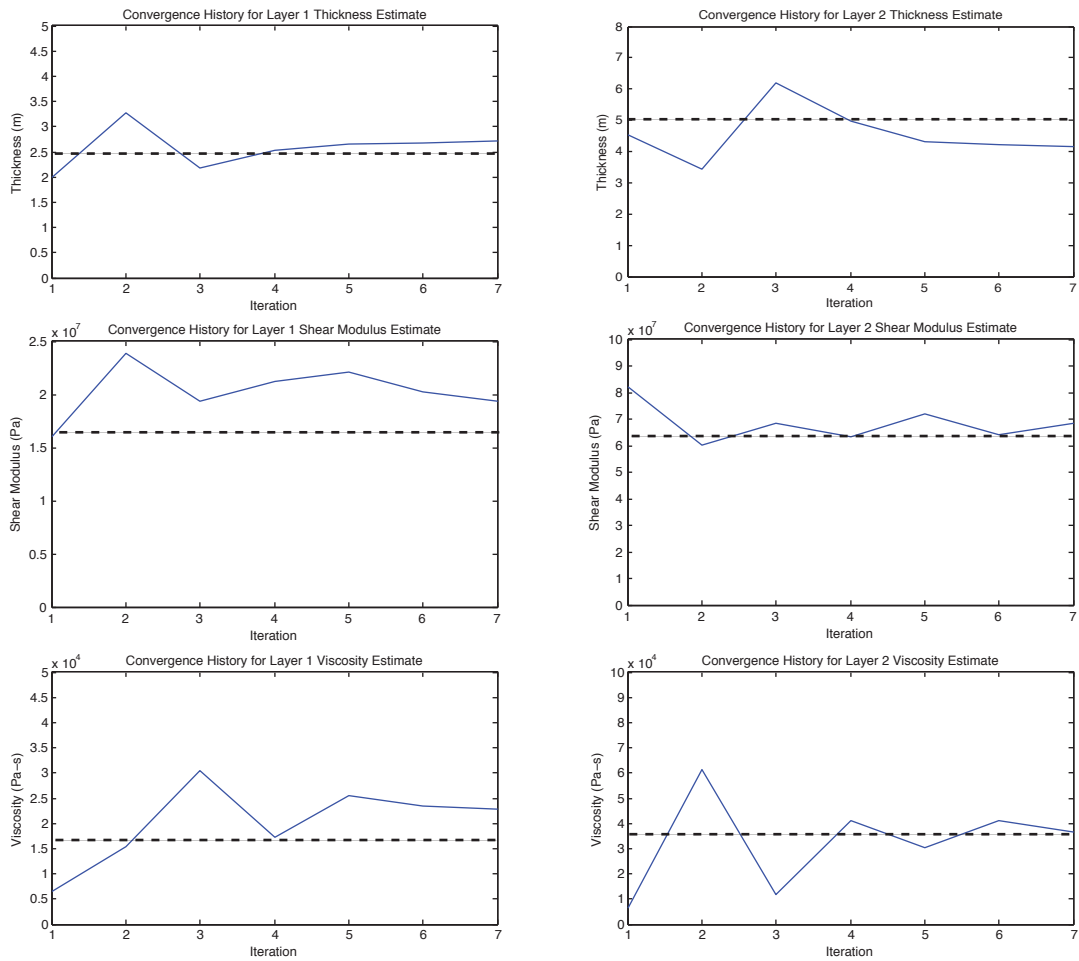 Convergence History for Layer 1 Thickness Estimate
5
4.5
4
3.5
3
2.5
2
1.5
1
0.5
0
Thickness (m)
1 2 3 4 5 6 7
Iteration
Convergence History for Layer 2 Thickness Estimate
8
7
6
5
4
3
2
1
0
Thickness (m)
1 2 3 4 5 6 7
Iteration
x 10^7
Convergence History for Layer 1 Shear Modulus Estimate
2.5
2
1.5
1
0.5
0
Shear Modulus (Pa)
1 2 3 4 5 6 7
Iteration
x 10^7
Convergence History for Layer 2 Shear Modulus Estimate
10
9
8
7
6
5
4
3
2
1
0
Shear Modulus (Pa)
1 2 3 4 5 6 7
Iteration
x 10^4
Convergence History for Layer 1 Viscosity Estimate
5
4.5
4
3.5
3
2.5
2
1.5
1
0.5
0
Viscosity (Pa−s)
1 2 3 4 5 6 7
Iteration
x 10^4
Convergence History for Layer 2 Viscosity Estimate
10
9
8
7
6
5
4
3
2
1
0
Viscosity (Pa−s)
1 2 3 4 5 6 7
Iteration